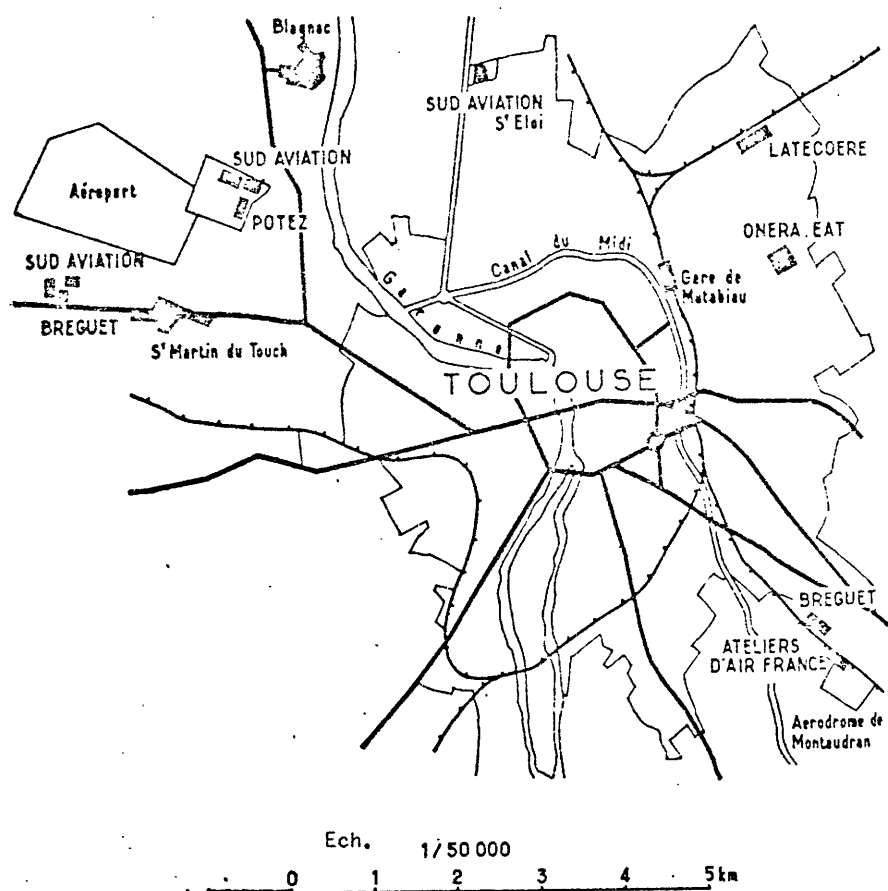 Blagnac
SUD AVIATION
St Eloi
LATECOERE
SUD AVIATION
Aéroport
POTEZ
ONERA.EAT
SUD AVIATION
Canal du Midi
Gare de
Matabiau
BREGUET
Garonne
St Martin du Touch
TOULOUSE
BREGUET
ATELIERS
D'AIR FRANCE
Aerodrome de
Montaudran
Ech. 1/50 000
0 1 2 3 4 5 km